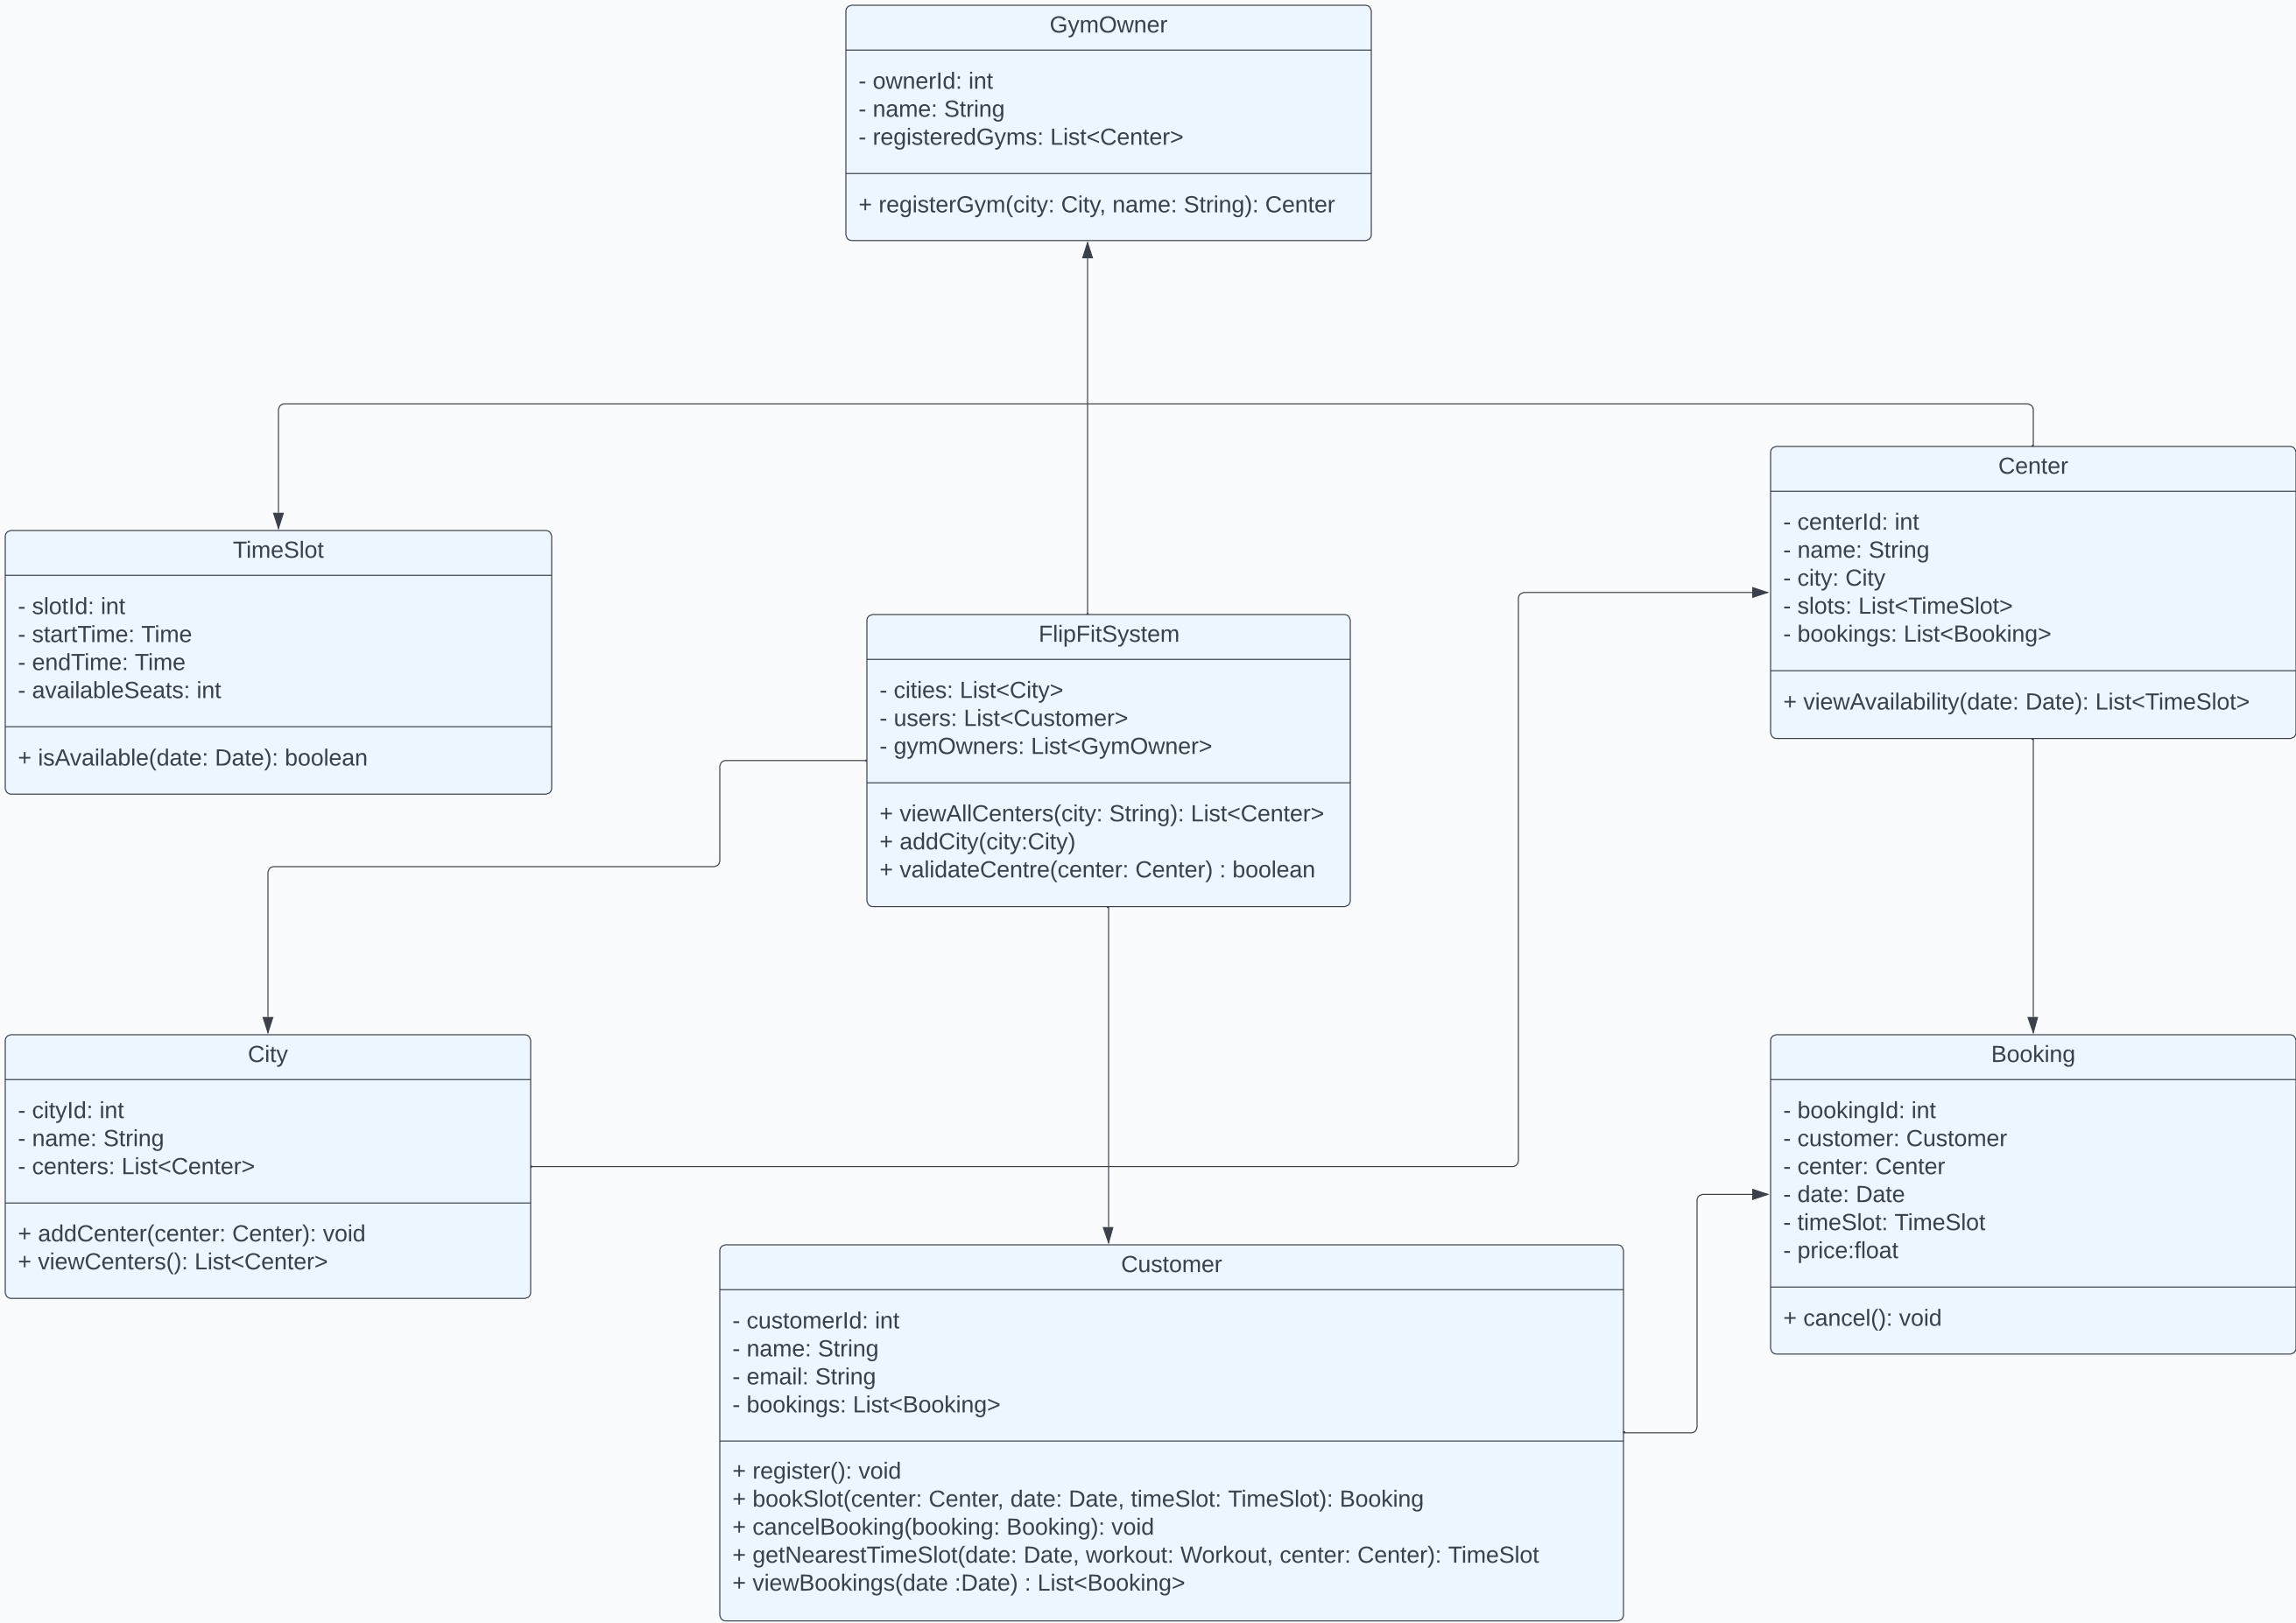 GymOwner
- ownerId: int
- name: String
- registeredGyms: List<Center>
+ registerGym(city: City, name: String): Center
Center
- centerId: int
- name: String
- city: City
- slots: List<TimeSlot>
- bookings: List<Booking>
+ viewAvailability(date: Date): List<TimeSlot>
TimeSlot
- slotId: int
- startTime: Time
- endTime: Time
- availableSeats: int
+ isAvailable(date: Date): boolean
FlipFitSystem
- cities: List<City>
- users: List<Customer>
- gymOwners: List<GymOwner>
+ viewAllCenters(city: String): List<Center>
+ addCity(city:City)
+ validateCentre(center: Center) : boolean
City
- cityId: int
- name: String
- centers: List<Center>
+ addCenter(center: Center): void
+ viewCenters(): List<Center>
Booking
- bookingId: int
- customer: Customer
- center: Center
- date: Date
- timeSlot: TimeSlot
- price:float
+ cancel(): void
Customer
- customerId: int
- name: String
- email: String
- bookings: List<Booking>
+ register(): void
+ bookSlot(center: Center, date: Date, timeSlot: TimeSlot): Booking
+ cancelBooking(booking: Booking): void
+ getNearestTimeSlot(date: Date, workout: Workout, center: Center): TimeSlot
+ viewBookings(date :Date) : List<Booking>